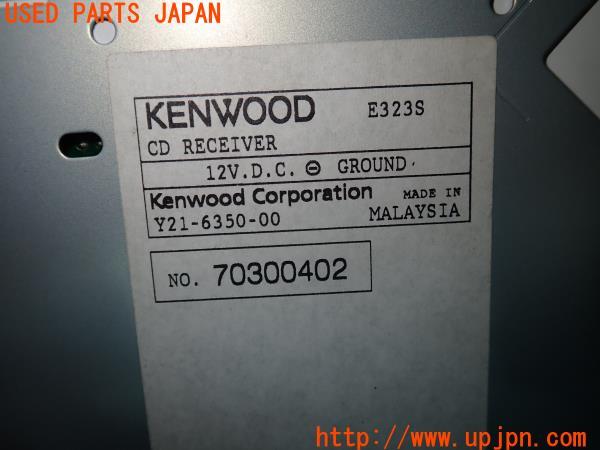 USED PARTS JAPAN
KENWOOD E323S
CD RECEIVER
12V.D.C. ⊖ GROUND
Kenwood Corporation MADE IN
Y21-6350-00 MALAYSIA
NO. 70300402
http://www.upjpn.com/